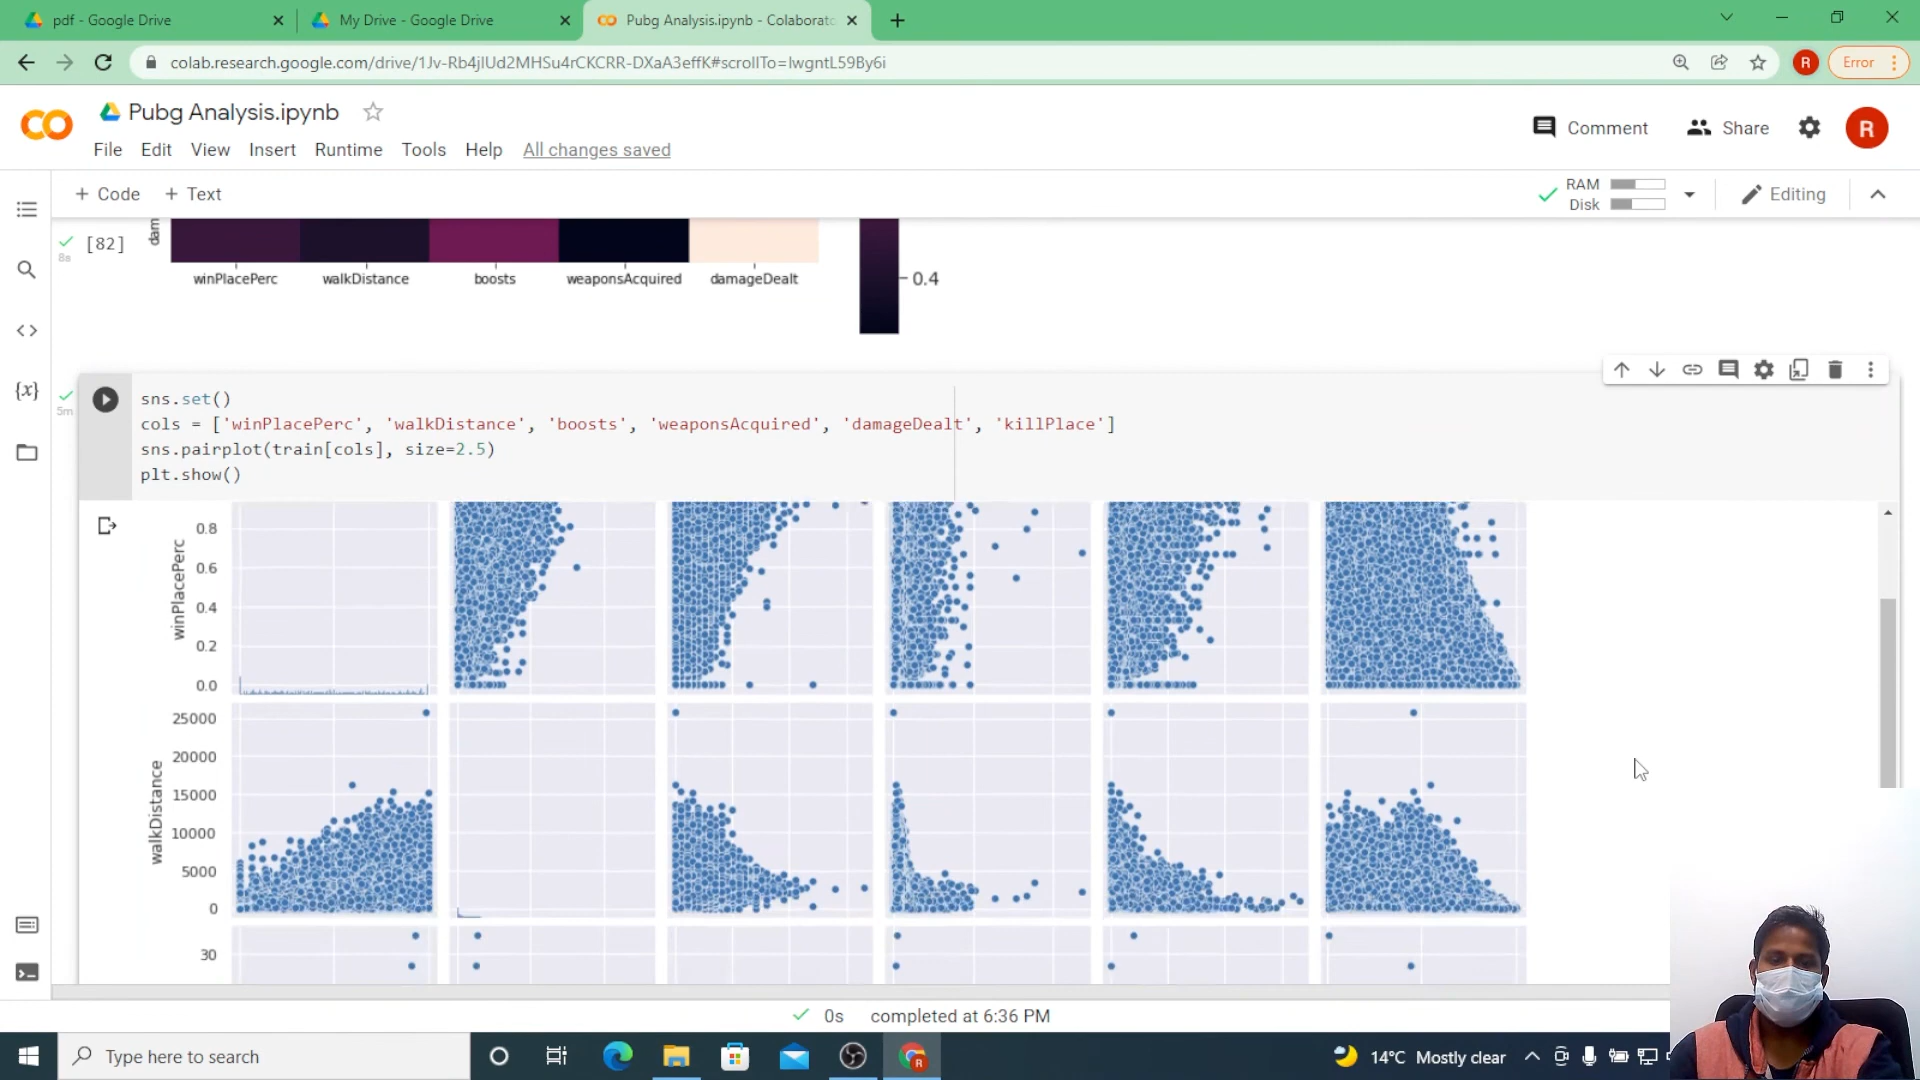 pdf - Google Drive
My Drive - Google Drive
Pubg Analysis.ipynb - Colaborato
colab.research.google.com/drive/1Jv-Rb4jlUd2MHSu4rCKCRR-DXaA3effK#scrollTo=lwgntL59By6i
R
Error
Pubg Analysis.ipynb
Comment
Share
R
File Edit View Insert Runtime Tools Help All changes saved
+ Code + Text
RAM
Disk
Editing
[82]
8s
dam
winPlacePerc walkDistance boosts weaponsAcquired damageDealt
0.4
5m
sns.set()
cols = ['winPlacePerc', 'walkDistance', 'boosts', 'weaponsAcquired', 'damageDealt', 'killPlace']
sns.pairplot(train[cols], size=2.5)
plt.show()
winPlacePerc
0.8
0.6
0.4
0.2
0.0
walkDistance
25000
20000
15000
10000
5000
0
30
0s completed at 6:36 PM
Type here to search
14°C Mostly clear